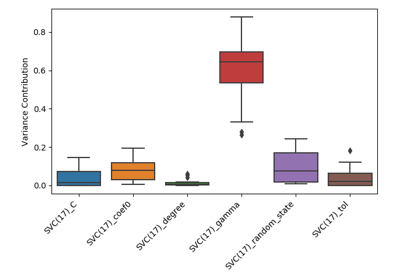 Variance Contribution
0.8
0.6
0.4
0.2
0.0
SVC(17)_C
SVC(17)_coef0
SVC(17)_degree
SVC(17)_gamma
SVC(17)_random_state
SVC(17)_tol